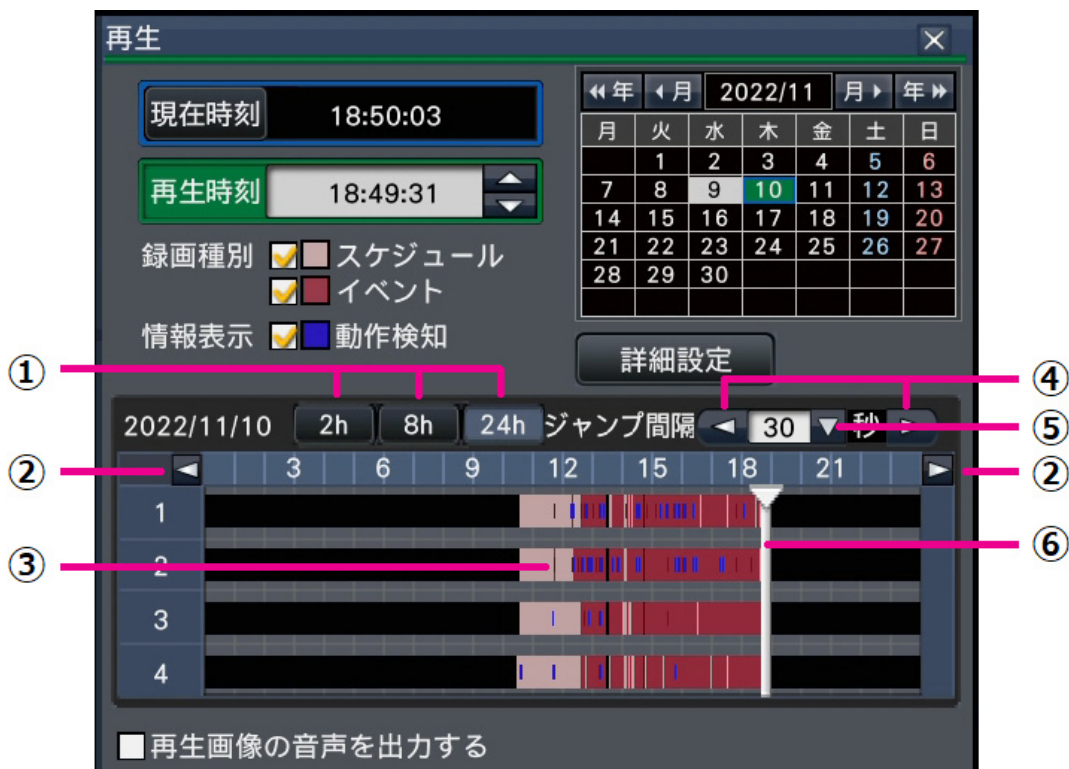 再生
現在時刻 18:50:03
再生時刻 18:49:31
録画種別 スケジュール
イベント
情報表示 動作検知
年 月 2022/11 月 年
月 火 水 木 金 土 日
1 2 3 4 5 6
7 8 9 10 11 12 13
14 15 16 17 18 19 20
21 22 23 24 25 26 27
28 29 30
詳細設定
① ④
2022/11/10 2h 8h 24h ジャンプ間隔 30 秒 ⑤
② 3 6 9 12 15 18 21 ②
1
⑥
③ 2
3
4
再生画像の音声を出力する